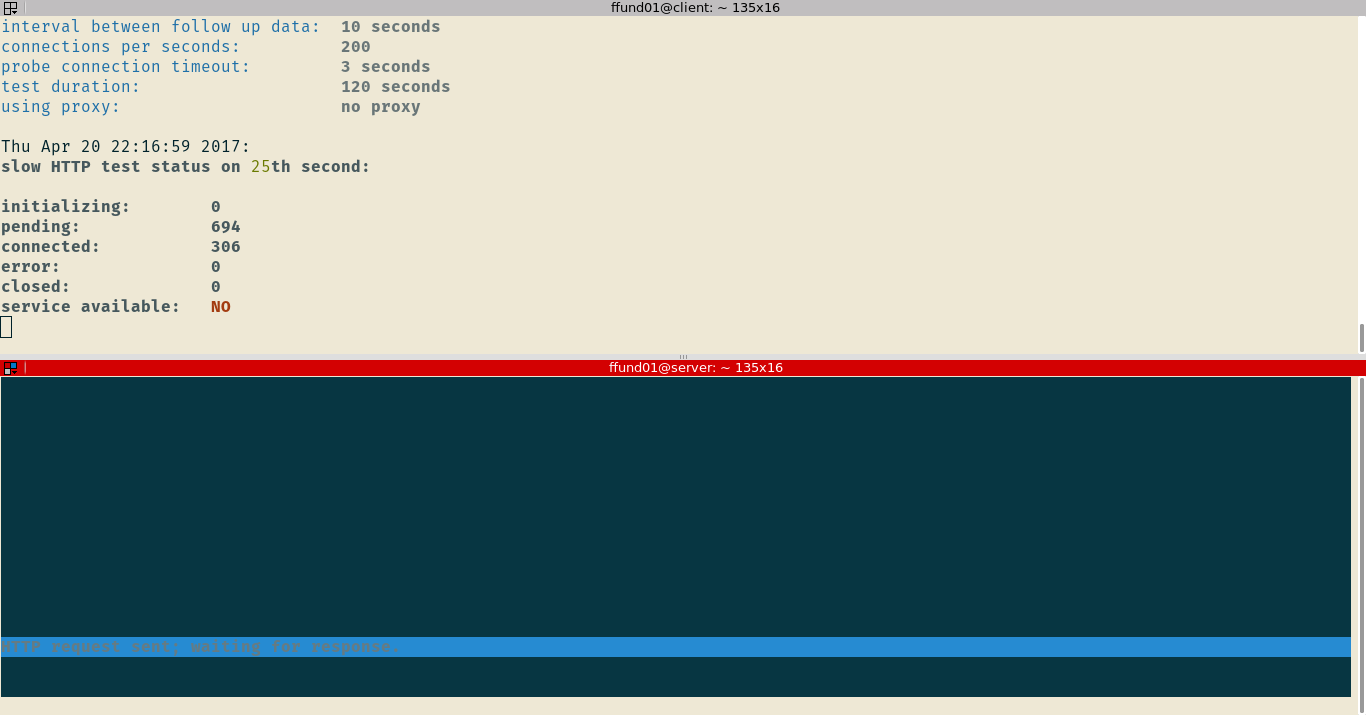 ffund01@client: ~ 135x16
interval between follow up data:  10 seconds
connections per seconds:          200
probe connection timeout:         3 seconds
test duration:                    120 seconds
using proxy:                      no proxy
Thu Apr 20 22:16:59 2017:
slow HTTP test status on 25th second:
initializing:        0
pending:             694
connected:           306
error:               0
closed:              0
service available:   NO
ffund01@server: ~ 135x16
HTTP request sent; waiting for response.